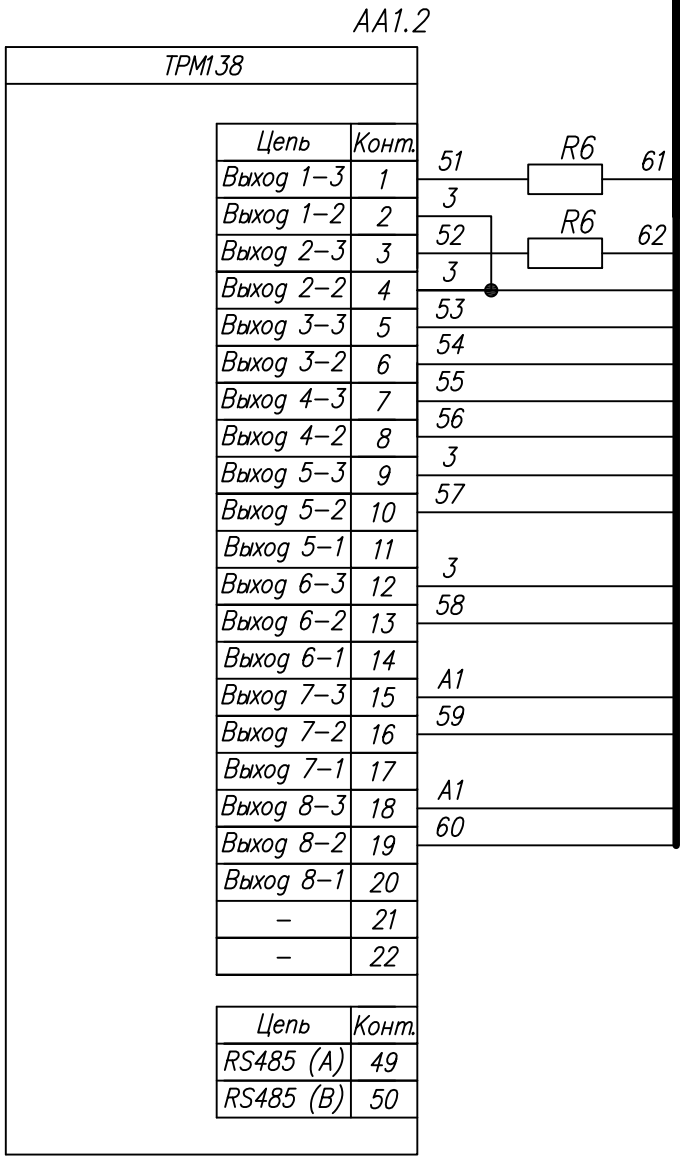 AA1.2
ТРМ138
Цепь Конт.
Выход 1-3 1 51 R6 61
Выход 1-2 2 3
Выход 2-3 3 52 R6 62
Выход 2-2 4 3
Выход 3-3 5 53
Выход 3-2 6 54
Выход 4-3 7 55
Выход 4-2 8 56
Выход 5-3 9 3
Выход 5-2 10 57
Выход 5-1 11
Выход 6-3 12 3
Выход 6-2 13 58
Выход 6-1 14
Выход 7-3 15 A1
Выход 7-2 16 59
Выход 7-1 17
Выход 8-3 18 A1
Выход 8-2 19 60
Выход 8-1 20
- 21
- 22
Цепь Конт.
RS485 (A) 49
RS485 (B) 50